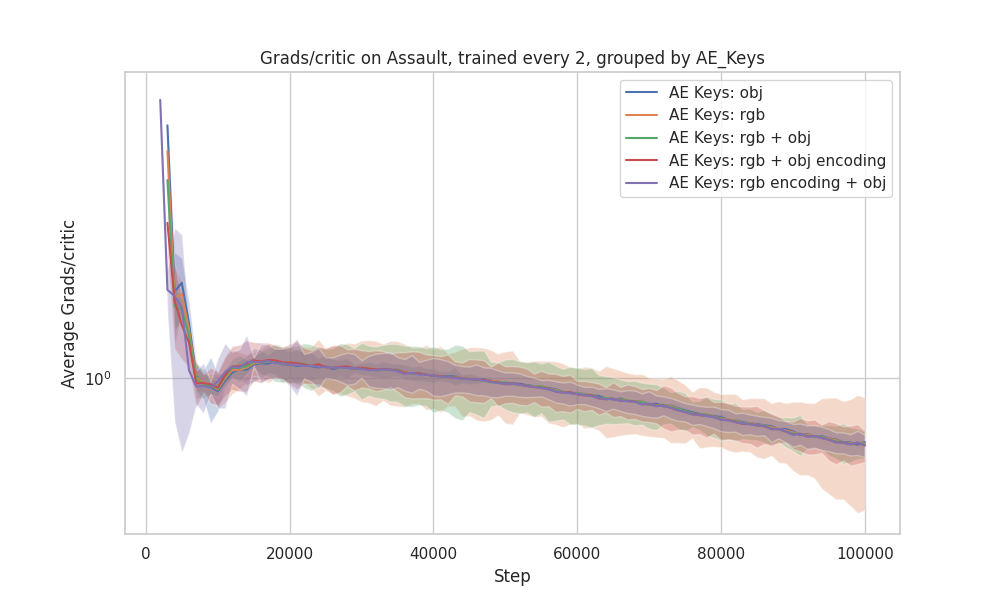 Grads/critic on Assault, trained every 2, grouped by AE_Keys
AE Keys: obj
AE Keys: rgb
AE Keys: rgb + obj
AE Keys: rgb + obj encoding
AE Keys: rgb encoding + obj
Average Grads/critic
10⁰
0 20000 40000 60000 80000 100000
Step